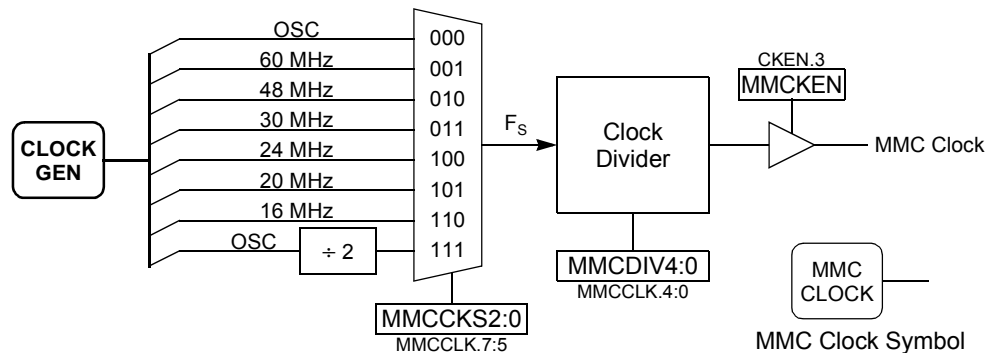 CLOCK
GEN
OSC
60 MHz
48 MHz
30 MHz
24 MHz
20 MHz
16 MHz
OSC
÷ 2
000
001
010
011
100
101
110
111
MMCCKS2:0
MMCCLK.7:5
FS
Clock
Divider
MMCDIV4:0
MMCCLK.4:0
CKEN.3
MMCKEN
MMC Clock
MMC
CLOCK
MMC Clock Symbol